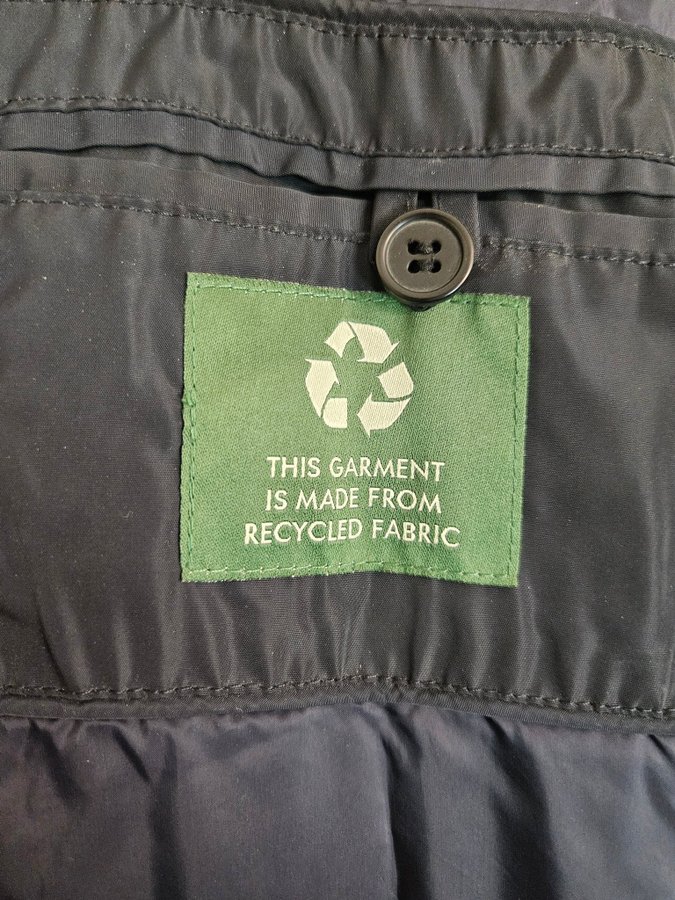 THIS GARMENT
IS MADE FROM
RECYCLED FABRIC